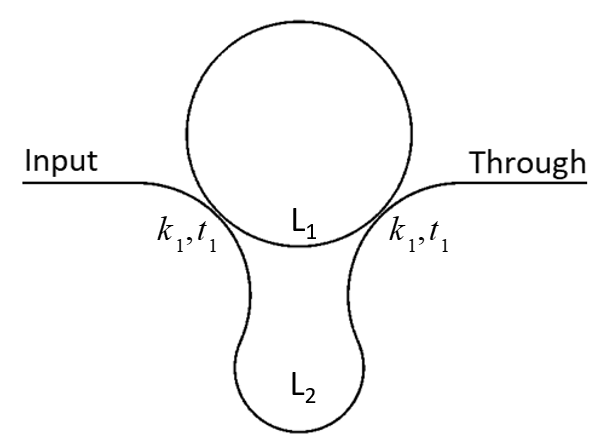 Input
Through
L₁
k₁,t₁
k₁,t₁
L₂